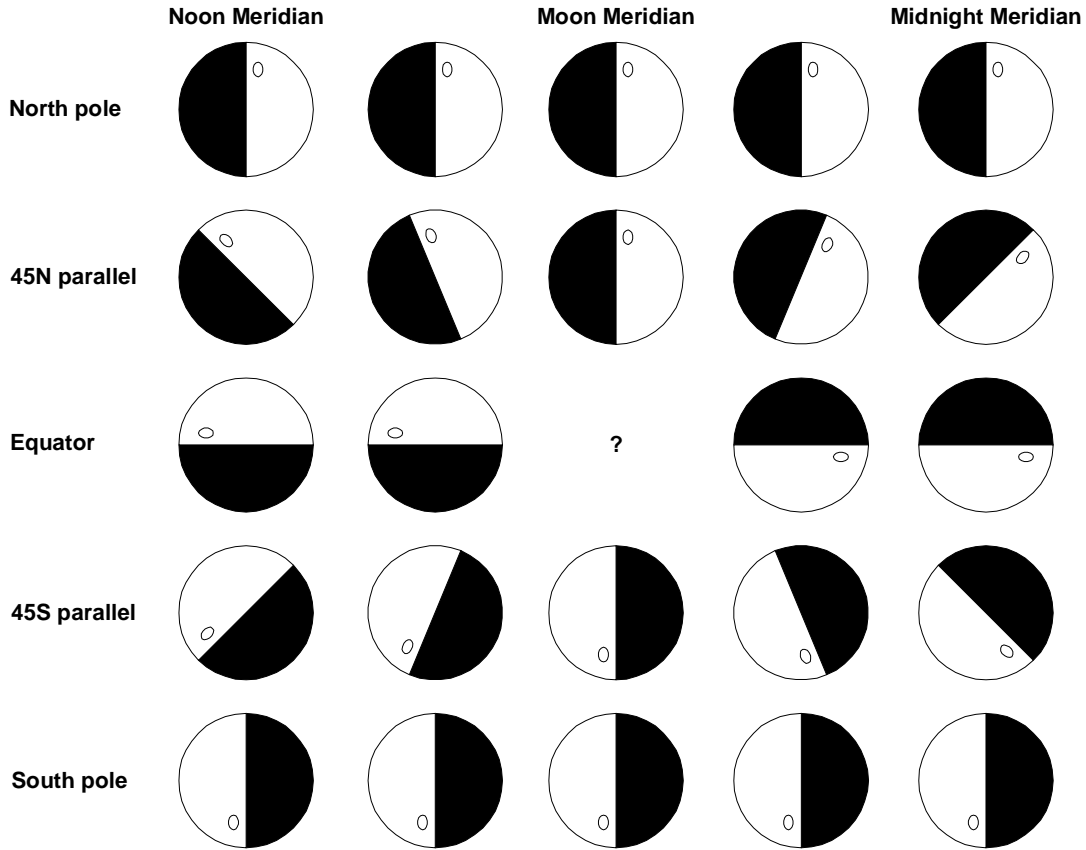 Noon Meridian Moon Meridian Midnight Meridian
North pole
45N parallel
Equator ?
45S parallel
South pole